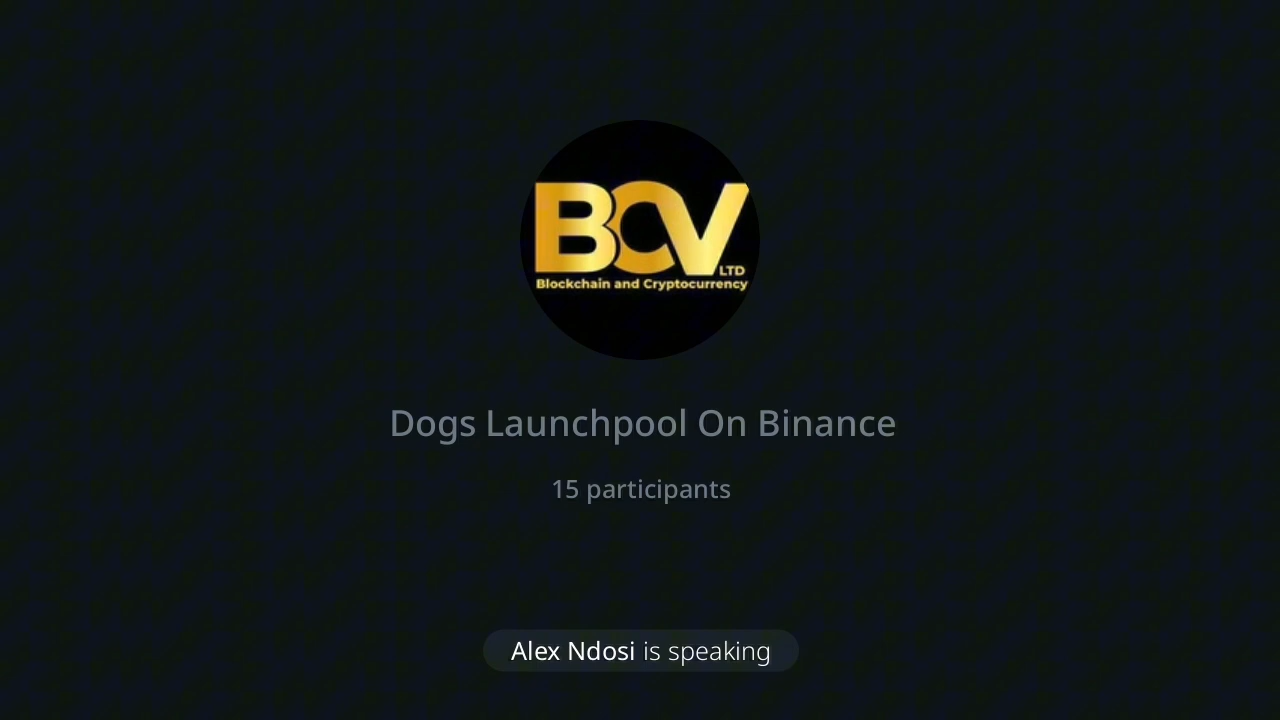 BCV
LTD
Blockchain and Cryptocurrency
Dogs Launchpool On Binance
15 participants
Alex Ndosi is speaking